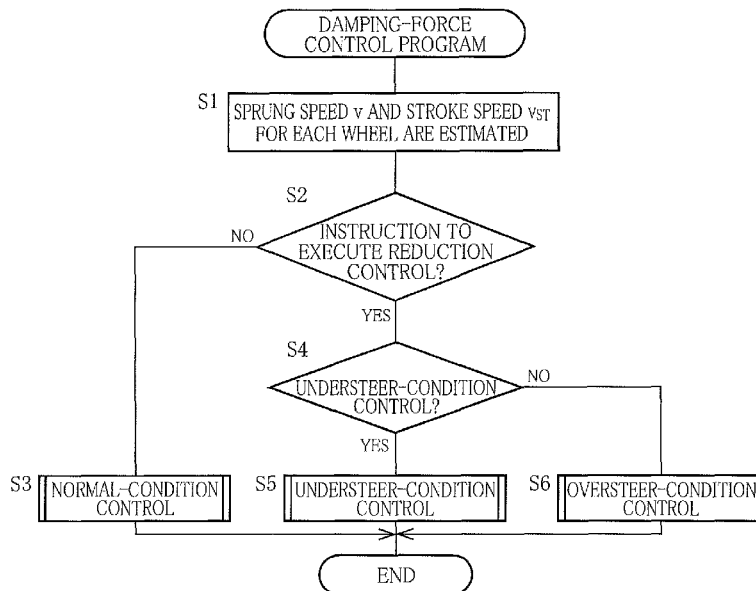 DAMPING-FORCE
CONTROL PROGRAM
S1
SPRUNG SPEED v AND STROKE SPEED vST
FOR EACH WHEEL ARE ESTIMATED
S2
NO
INSTRUCTION TO
EXECUTE REDUCTION
CONTROL?
YES
S4
NO
UNDERSTEER-CONDITION
CONTROL?
YES
S3
NORMAL-CONDITION
CONTROL
S5
UNDERSTEER-CONDITION
CONTROL
S6
OVERSTEER-CONDITION
CONTROL
END